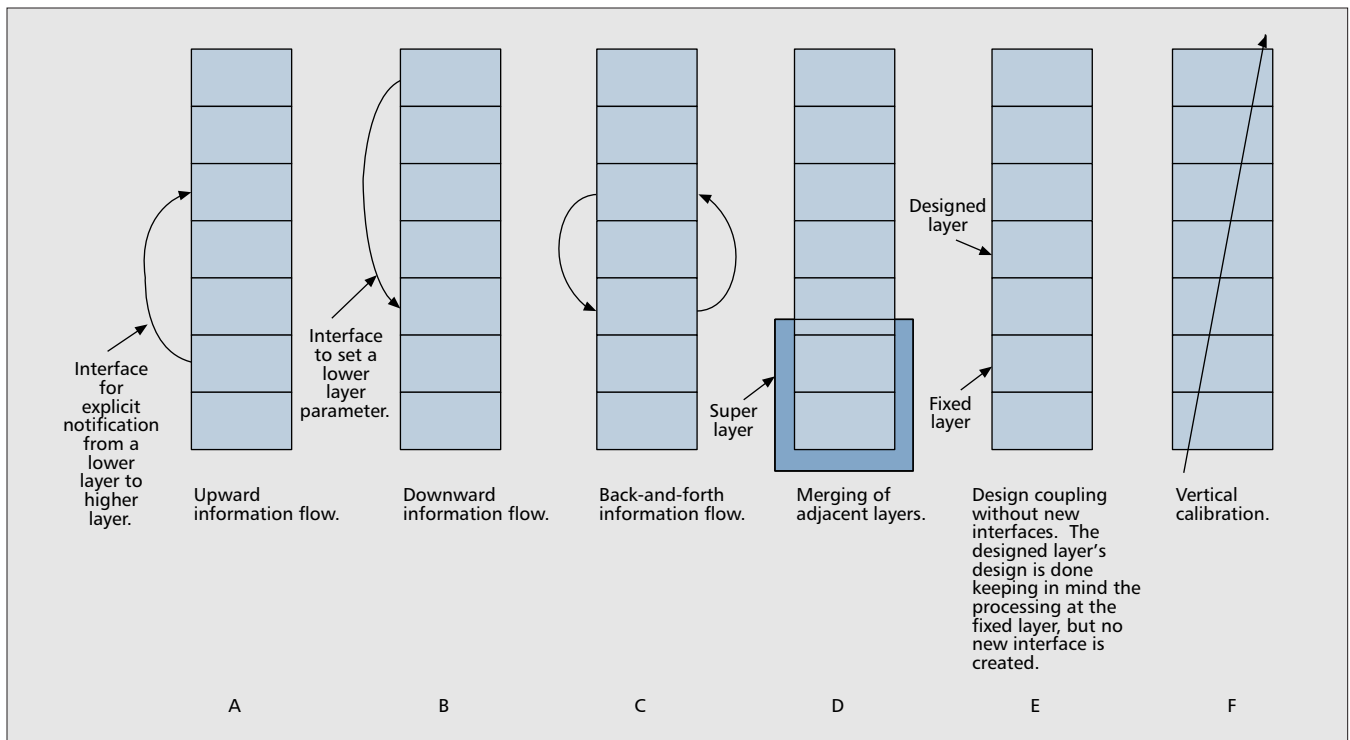 Interface
for
explicit
notification
from a
lower
layer to
higher
layer.
Upward
information flow.
Interface
to set a
lower
layer
parameter.
Downward
information flow.
Back-and-forth
information flow.
Super
layer
Merging of
adjacent layers.
Designed
layer
Fixed
layer
Design coupling
without new
interfaces. The
designed layer's
design is done
keeping in mind the
processing at the
fixed layer, but no
new interface is
created.
Vertical
calibration.
A
B
C
D
E
F